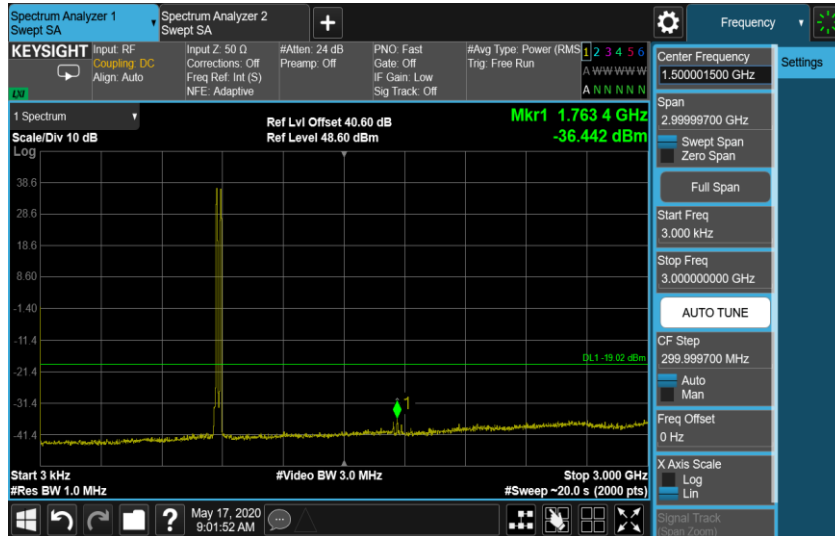 Spectrum Analyzer 1
Swept SA
Spectrum Analyzer 2
Swept SA
+
Frequency
KEYSIGHT
Input: RF
Coupling: DC
Align: Auto
LXI
Input Z: 50 Ω
Corrections: Off
Freq Ref: Int (S)
NFE: Adaptive
#Atten: 24 dB
Preamp: Off
PNO: Fast
Gate: Off
IF Gain: Low
Sig Track: Off
#Avg Type: Power (RMS
Trig: Free Run
1 2 3 4 5 6
A W W W W W
A N N N N N
1 Spectrum
Scale/Div 10 dB
Log
Ref Lvl Offset 40.60 dB
Ref Level 48.60 dBm
Mkr1 1.763 4 GHz
-36.442 dBm
38.6
28.6
18.6
8.60
-1.40
-11.4
DL1 -19.02 dBm
-21.4
-31.4
1
-41.4
Start 3 kHz
#Res BW 1.0 MHz
#Video BW 3.0 MHz
Stop 3.000 GHz
#Sweep ~20.0 s (2000 pts)
Center Frequency
1.500001500 GHz
Settings
Span
2.99999700 GHz
Swept Span
Zero Span
Full Span
Start Freq
3.000 kHz
Stop Freq
3.000000000 GHz
AUTO TUNE
CF Step
299.999700 MHz
Auto
Man
Freq Offset
0 Hz
X Axis Scale
Log
Lin
Signal Track
(Span Zoom)
?
May 17, 2020
9:01:52 AM